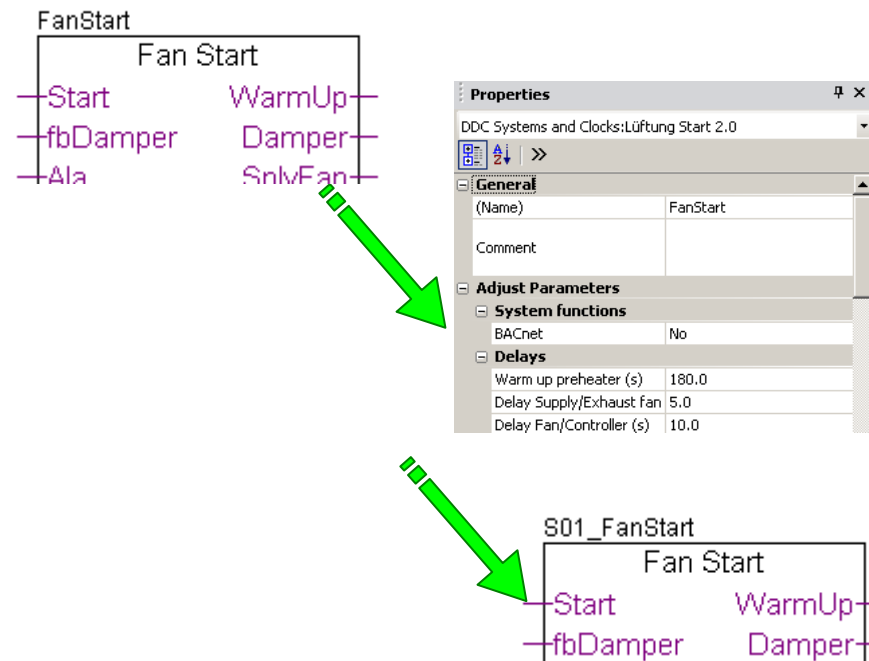 FanStart
Fan Start
Start WarmUp
fbDamper Damper
Ala SplyFan
Properties
DDC Systems and Clocks:Lüftung Start 2.0
General
(Name) FanStart
Comment
Adjust Parameters
System functions
BACnet No
Delays
Warm up preheater (s) 180.0
Delay Supply/Exhaust fan 5.0
Delay Fan/Controller (s) 10.0
S01_FanStart
Fan Start
Start WarmUp
fbDamper Damper